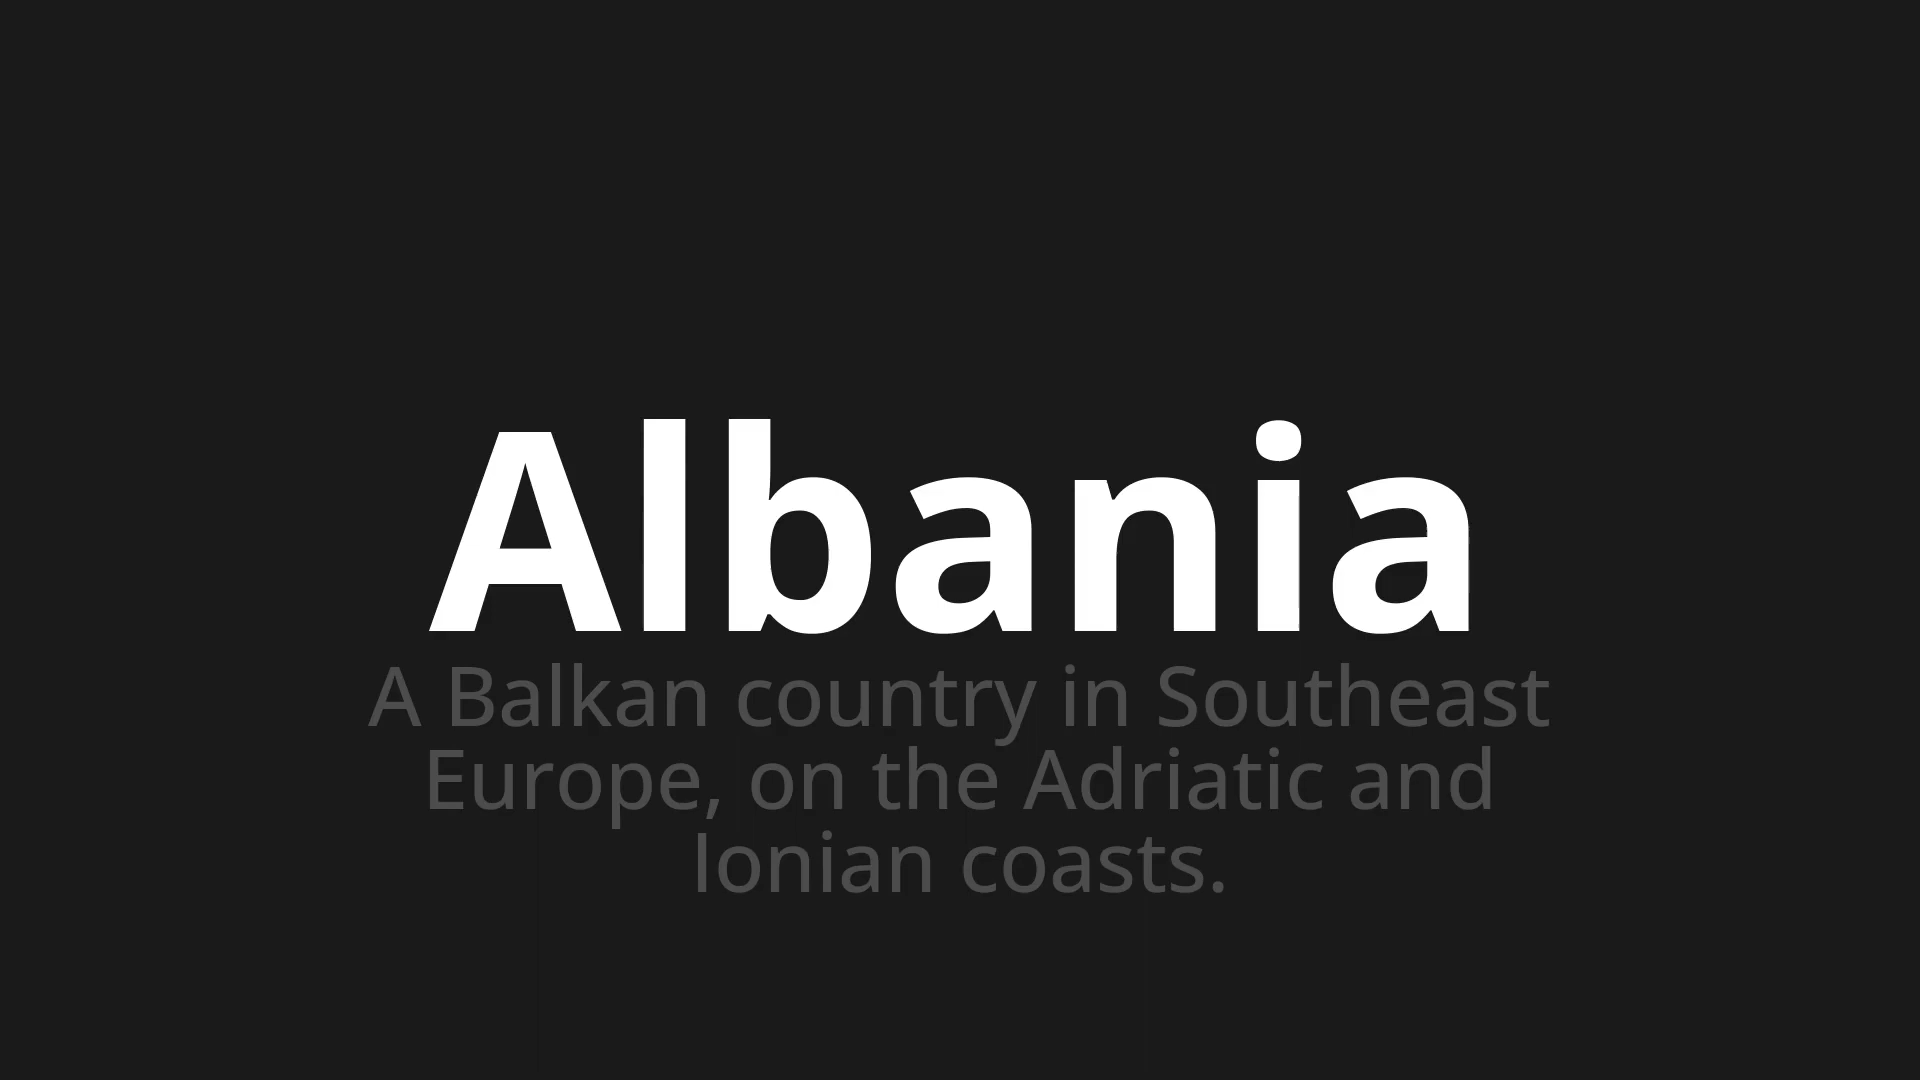 Albania
A Balkan country in Southeast
Europe, on the Adriatic and
Ionian coasts.